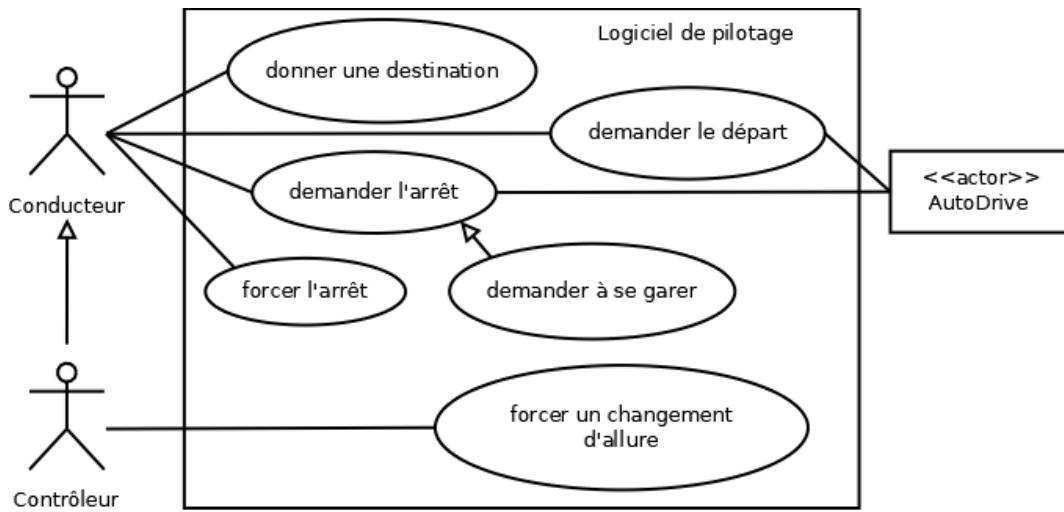 Logiciel de pilotage
donner une destination
demander le départ
<<actor>>
AutoDrive
demander l'arrêt
Conducteur
forcer l'arrêt
demander à se garer
forcer un changement
d'allure
Contrôleur